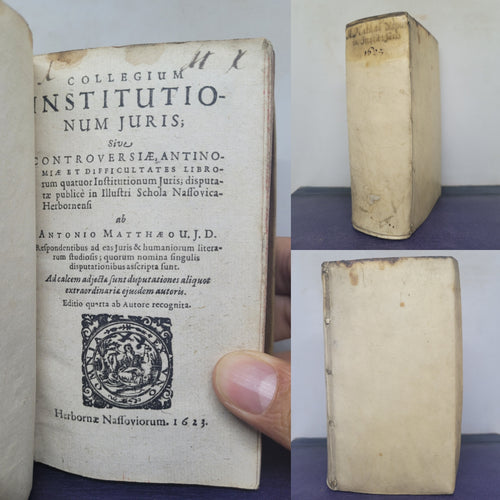 COLLEGIUM
INSTITUTIO-
NUM JURIS;
Sive
CONTROVERSIÆ, ANTINO-
MIÆ ET DIFFICULTATES LIBRO-
rum quatuor Institutionum Juris; disputa-
tæ publicè in Illustri Schola Nassovica-
Herbornensi
ab
ANTONIO MATTHÆO U. J. D.
Respondentibus ad eas Juris & humaniorum litera-
rum studiosis; quorum nomina singulis
disputationibus ascripta sunt.
Ad calcem adjectæ sunt disputationes aliquot
extraordinariæ ejusdem autoris.
Editio quarta ab Autore recognita.
OMNIA
Herbornæ Nassoviorum. 1623.
1623